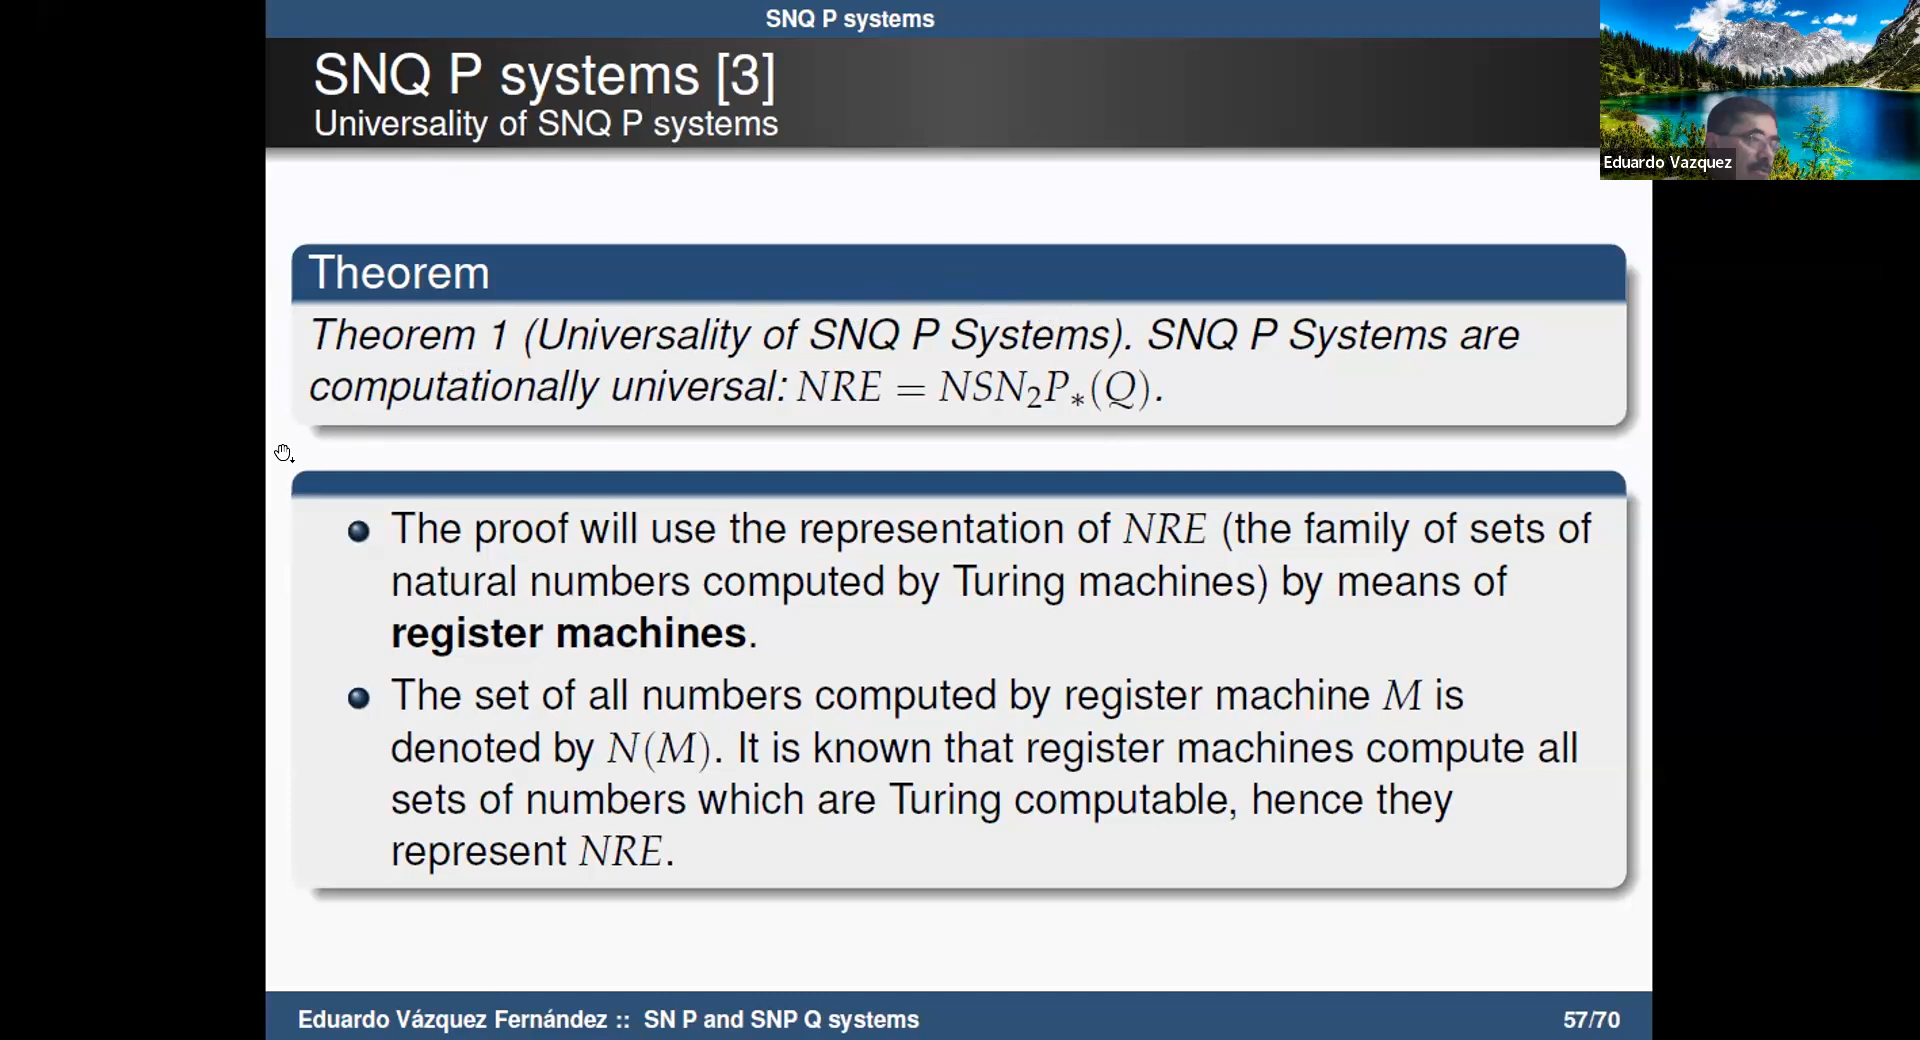 SNQ P systems
SNQ P systems [3]
Universality of SNQ P systems
Eduardo Vazquez
Theorem
Theorem 1 (Universality of SNQ P Systems). SNQ P Systems are
computationally universal: NRE = NSN₂P∗(Q).
The proof will use the representation of NRE (the family of sets of
natural numbers computed by Turing machines) by means of
register machines.
The set of all numbers computed by register machine M is
denoted by N(M). It is known that register machines compute all
sets of numbers which are Turing computable, hence they
represent NRE.
Eduardo Vázquez Fernández :: SN P and SNP Q systems
57/70